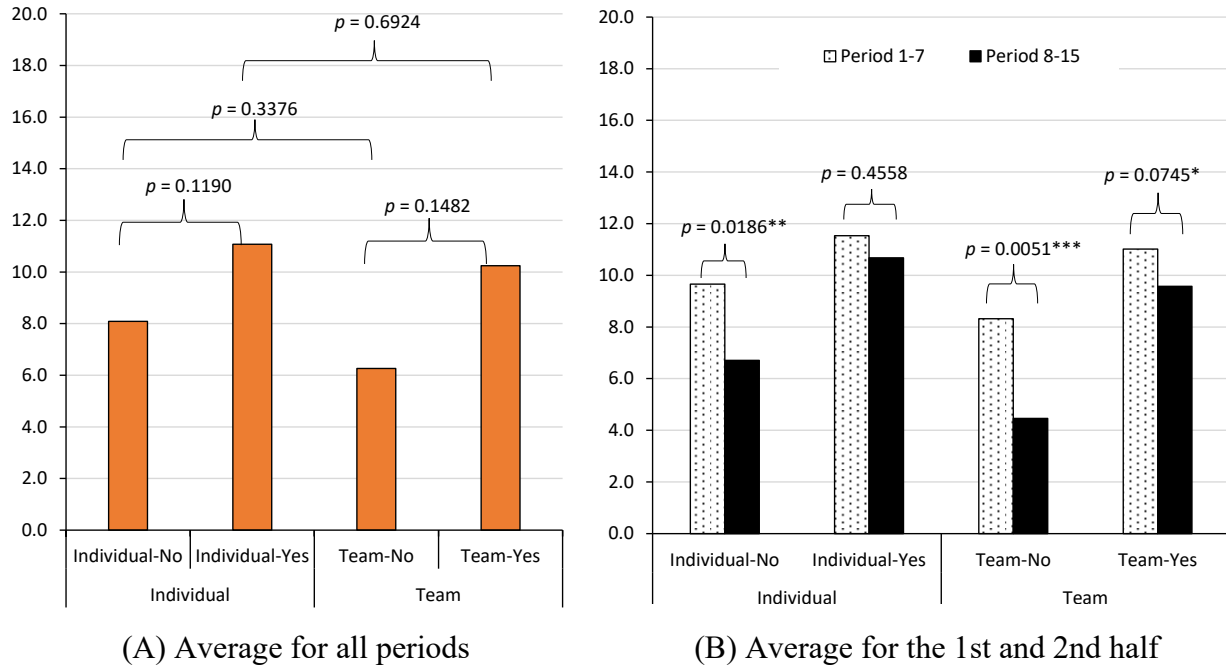 20.0
18.0
16.0
14.0
12.0
10.0
8.0
6.0
4.0
2.0
0.0
p = 0.6924
p = 0.3376
p = 0.1190
p = 0.1482
Individual-No Individual-Yes Team-No Team-Yes
Individual Team
(A) Average for all periods
20.0
18.0
16.0
14.0
12.0
10.0
8.0
6.0
4.0
2.0
0.0
Period 1-7 Period 8-15
p = 0.0186**
p = 0.4558
p = 0.0051***
p = 0.0745*
Individual-No Individual-Yes Team-No Team-Yes
Individual Team
(B) Average for the 1st and 2nd half